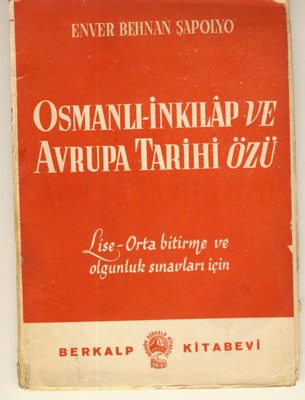 ENVER BEHNAN ŞAPOLYO
OSMANLI-İNKILÂP VE
AVRUPA TARİHİ ÖZÜ
Lise-Orta bitirme ve
olgunluk sınavları için
BERKALP KİTABEVİ